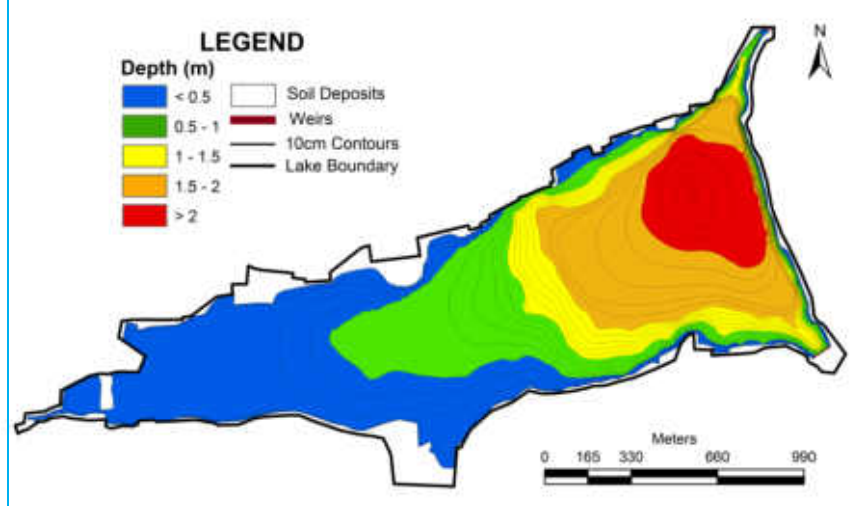 LEGEND
Depth (m)
< 0.5
0.5 - 1
1 - 1.5
1.5 - 2
> 2
Soil Deposits
Weirs
10cm Contours
Lake Boundary
N
Meters
0 165 330 660 990